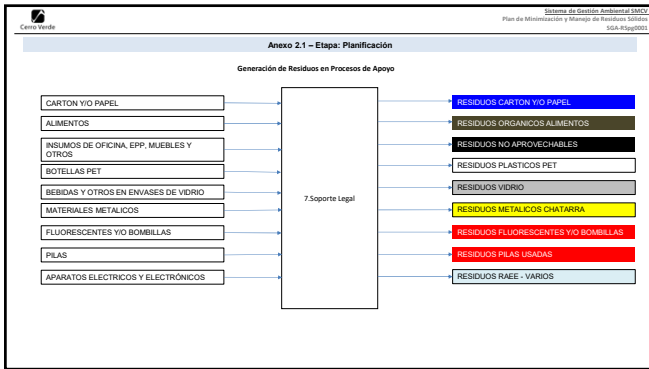 Sistema de Gestión Ambiental SMCV
Plan de Minimización y Manejo de Residuos Sólidos
SGA-RSpg0001
Cerro Verde
Anexo 2.1 – Etapa: Planificación
Generación de Residuos en Procesos de Apoyo
CARTON Y/O PAPEL
ALIMENTOS
INSUMOS DE OFICINA, EPP, MUEBLES Y
OTROS
BOTELLAS PET
BEBIDAS Y OTROS EN ENVASES DE VIDRIO
MATERIALES METALICOS
FLUORESCENTES Y/O BOMBILLAS
PILAS
APARATOS ELECTRICOS Y ELECTRÓNICOS
7.Soporte Legal
RESIDUOS CARTON Y/O PAPEL
RESIDUOS ORGANICOS ALIMENTOS
RESIDUOS NO APROVECHABLES
RESIDUOS PLASTICOS PET
RESIDUOS VIDRIO
RESIDUOS METALICOS CHATARRA
RESIDUOS FLUORESCENTES Y/O BOMBILLAS
RESIDUOS PILAS USADAS
RESIDUOS RAEE - VARIOS